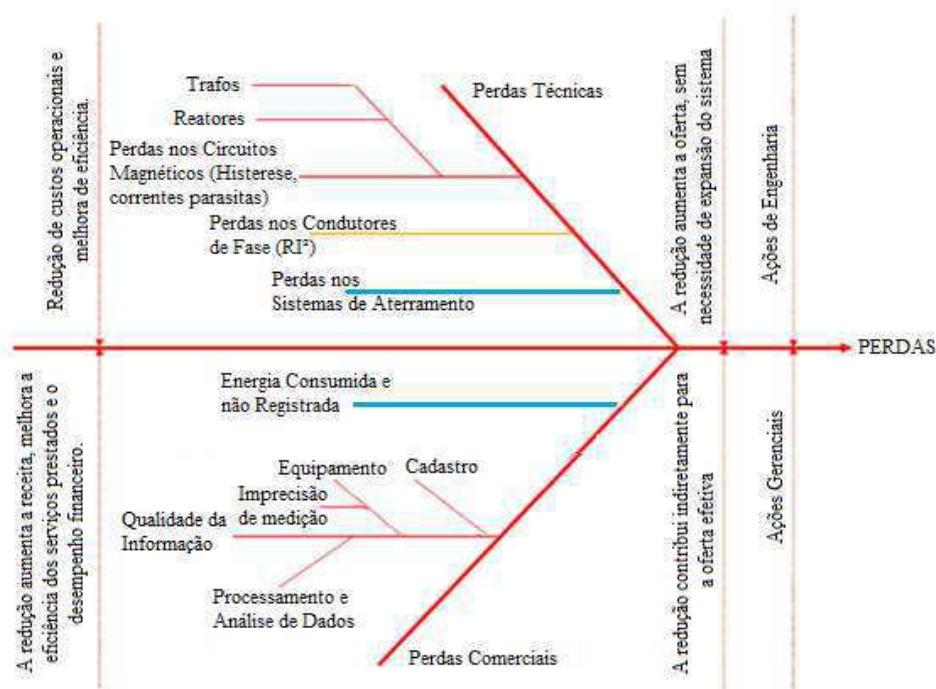 Redução de custos operacionais e
melhora de eficiência.
Trafos
Reatores
Perdas nos Circuitos
Magnéticos (Histerese,
correntes parasitas)
Perdas nos Condutores
de Fase (RI²)
Perdas nos
Sistemas de Aterramento
Perdas Técnicas
A redução aumenta a oferta, sem
necessidade de expansão do sistema
Ações de Engenharia
PERDAS
A redução aumenta a receita, melhora a
eficiência dos serviços prestados e o
desempenho financeiro.
Energia Consumida e
não Registrada
Equipamento
Cadastro
Imprecisão
de medição
Qualidade da
Informação
Processamento e
Análise de Dados
Perdas Comerciais
A redução contribui indiretamente para
a oferta efetiva
Ações Gerenciais